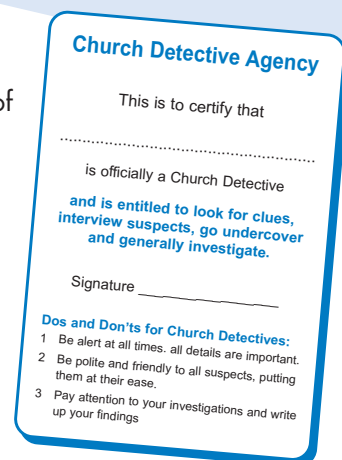 of
Church Detective Agency
This is to certify that
is officially a Church Detective
and is entitled to look for clues,
interview suspects, go undercover
and generally investigate.
Signature
Dos and Don'ts for Church Detectives:
1 Be alert at all times. all details are important.
2 Be polite and friendly to all suspects, putting
them at their ease.
3 Pay attention to your investigations and write
up your findings